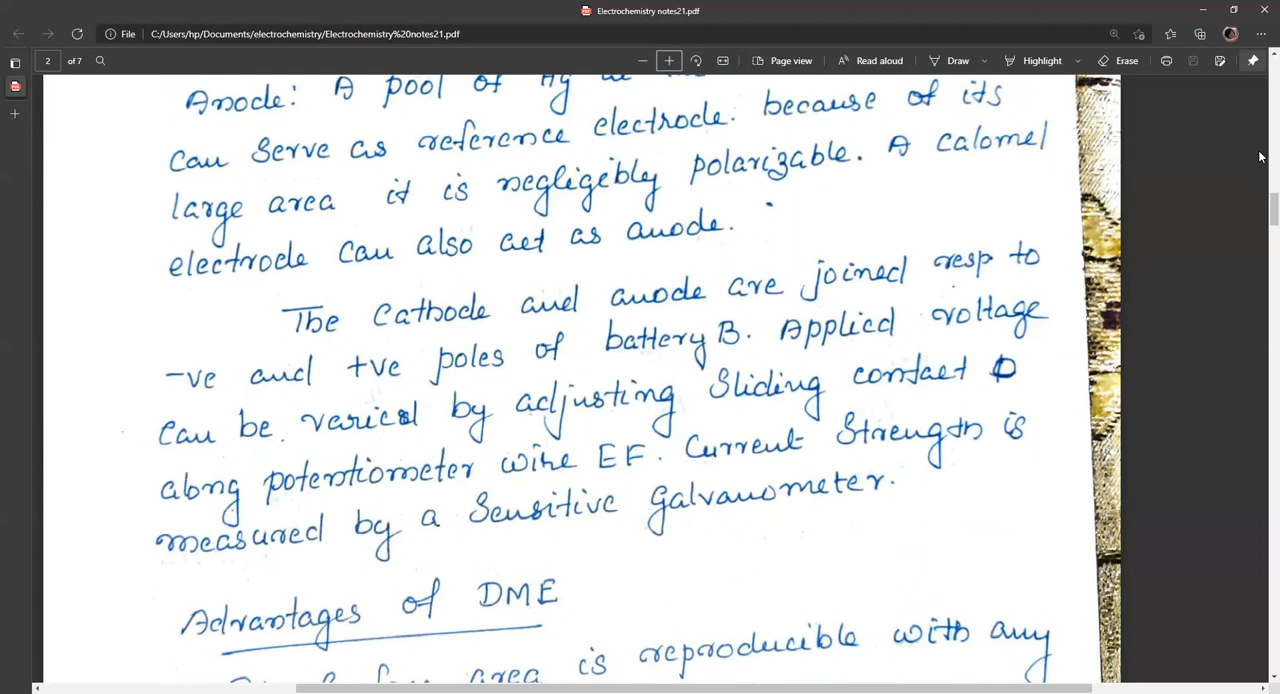 Electrochemistry notes21.pdf
File C:/Users/hp/Documents/electrochemistry/Electrochemistry%20notes21.pdf
2 of 7 Page view Read aloud Draw Highlight Erase
Anode: A pool of Hg
can serve as reference electrode. because of its
large area it is negligibly polarizable. A calomel
electrode can also act as anode.
The cathode and anode are joined resp to
-ve and +ve poles of battery B. Applied voltage
can be varied by adjusting sliding contact D
along potentiometer wire EF. Current strength is
measured by a sensitive galvanometer.
Advantages of DME
area is reproducible with any